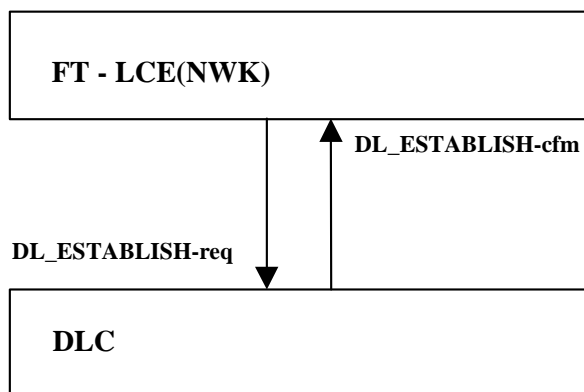 FT - LCE(NWK)
DL_ESTABLISH-cfm
DL_ESTABLISH-req
DLC